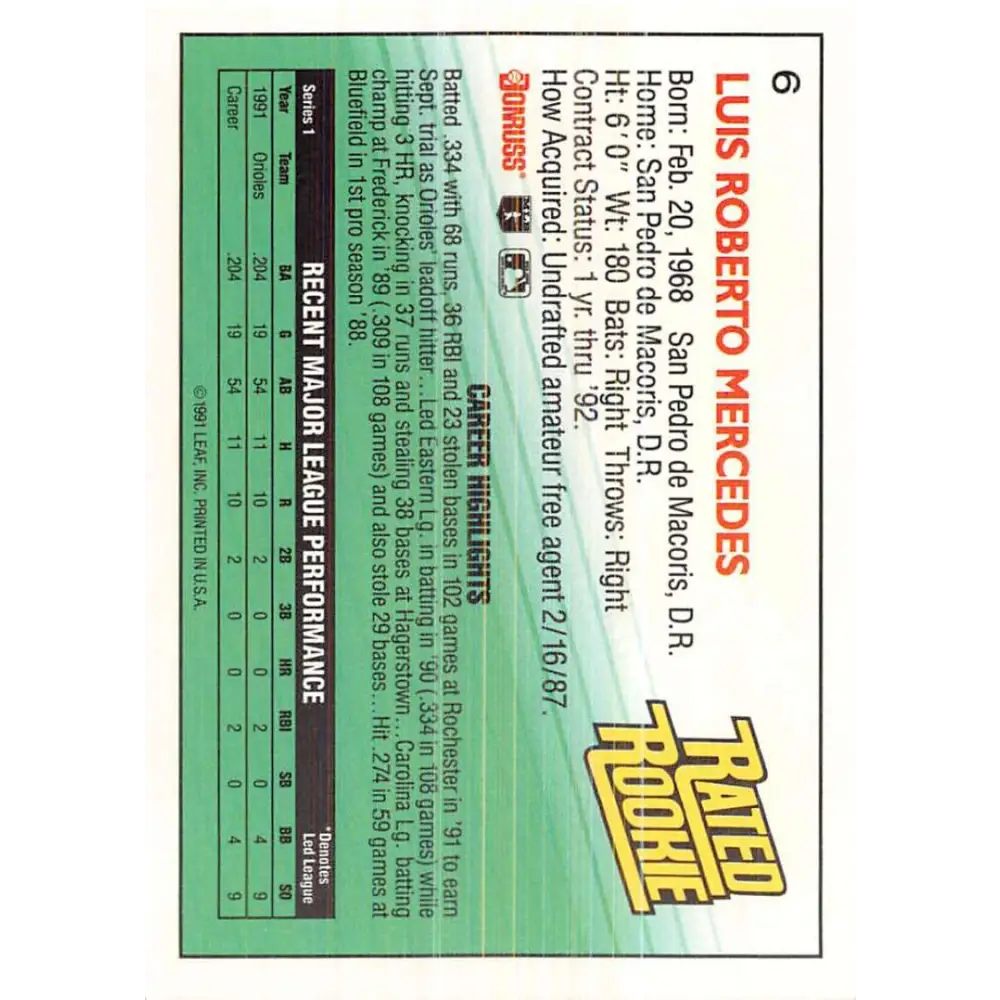 6
LUIS ROBERTO MERCEDES
Born: Feb. 20, 1968 San Pedro de Macoris, D.R.
Home: San Pedro de Macoris, D.R.
Ht: 6'0" Wt: 180 Bats: Right Throws: Right
Contract Status: 1 yr. thru '92.
How Acquired: Undrafted amateur free agent 2/16/87.
RATED
ROOKIE
DONRUSS
CAREER HIGHLIGHTS
Batted .334 with 68 runs, 36 RBI and 23 stolen bases in 102 games at Rochester in '91 to earn
Sept. trial as Orioles' leadoff hitter...Led Eastern Lg. in batting in '90 (.334 in 108 games) while
hitting 3 HR, knocking in 37 runs and stealing 38 bases at Hagerstown...Carolina Lg. batting
champ at Frederick in '89 (.309 in 108 games) and also stole 29 bases...Hit .274 in 59 games at
Bluefield in 1st pro season '88.
Series 1 RECENT MAJOR LEAGUE PERFORMANCE *Denotes
Led League
Year Team BA G AB H R 2B 3B HR RBI SB BB SO
1991 Orioles .204 19 54 11 10 2 0 0 2 0 4 9
Career .204 19 54 11 10 2 0 0 2 0 4 9
©1991 LEAF, INC. PRINTED IN U.S.A.